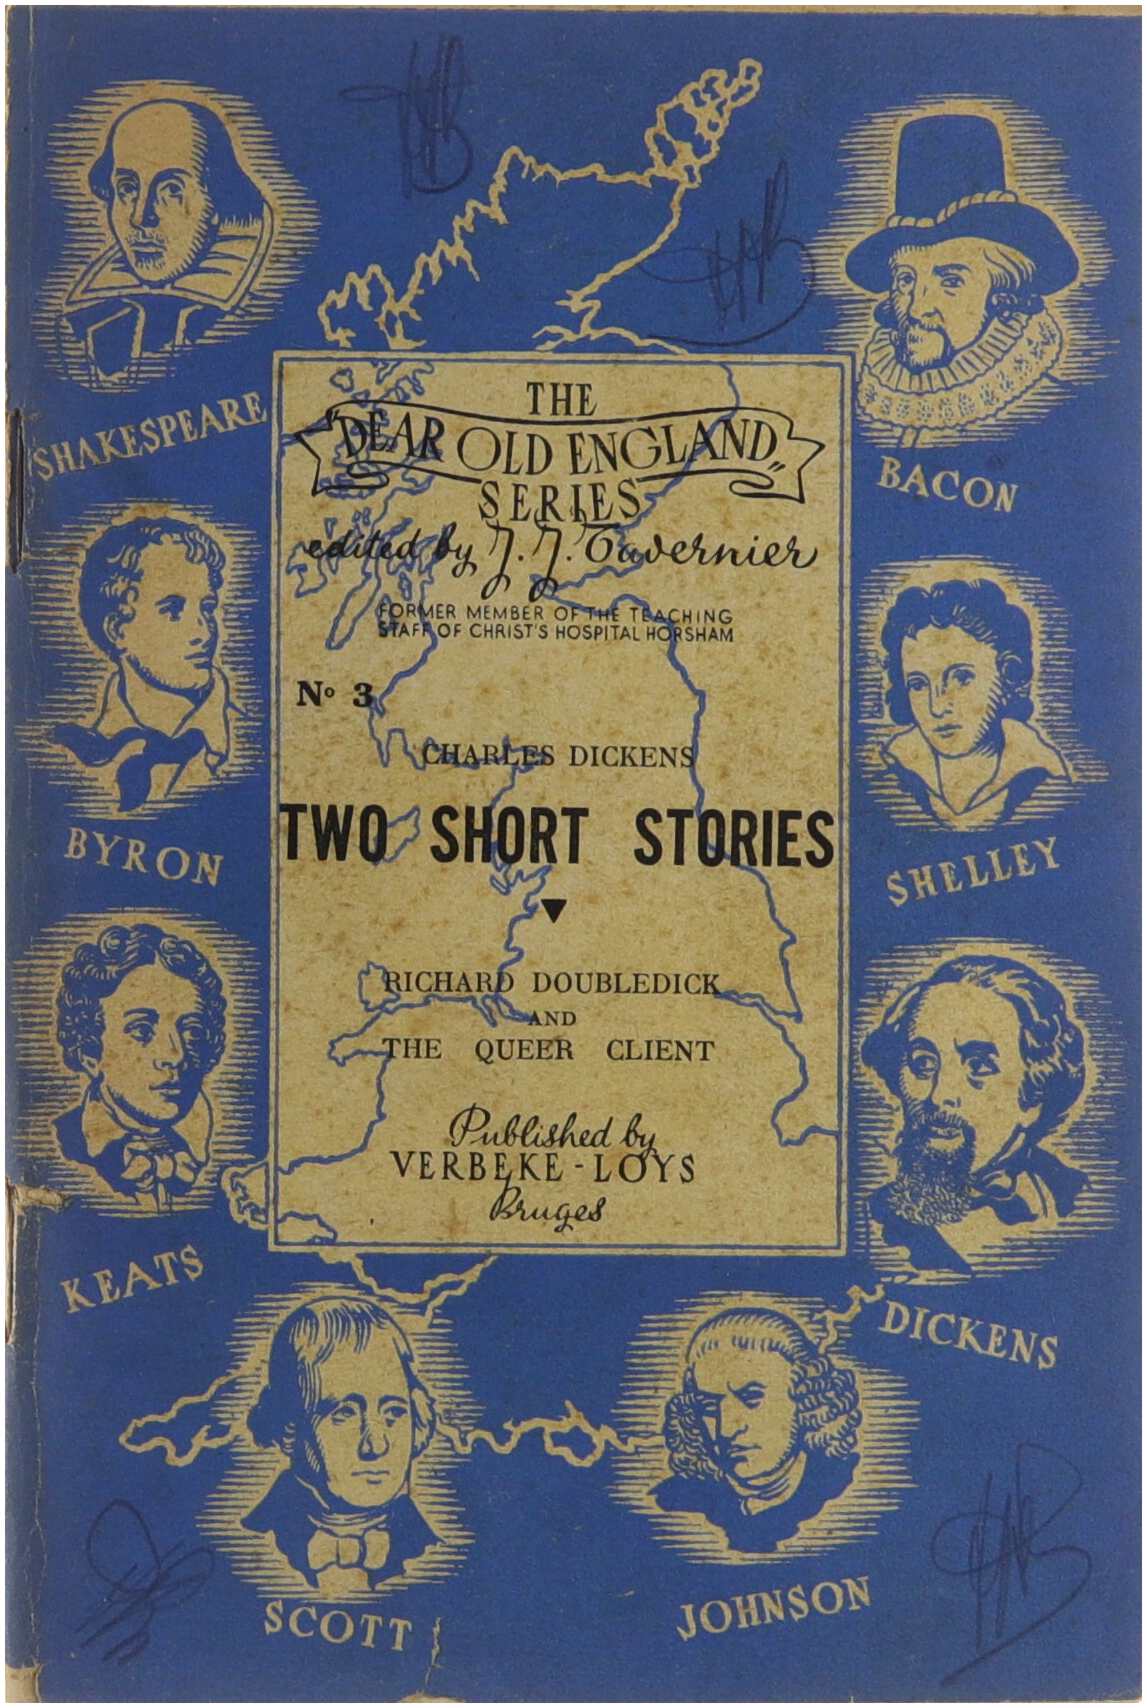 SHAKESPEARE
BACON
BYRON
SHELLEY
KEATS
DICKENS
SCOTT
JOHNSON
THE
"DEAR OLD ENGLAND"
SERIES
edited by J. J. Tavernier
FORMER MEMBER OF THE TEACHING
STAFF OF CHRIST'S HOSPITAL HORSHAM
No 3
CHARLES DICKENS
TWO SHORT STORIES
RICHARD DOUBLEDICK
AND
THE QUEER CLIENT
Published by
VERBEKE-LOYS
Bruges